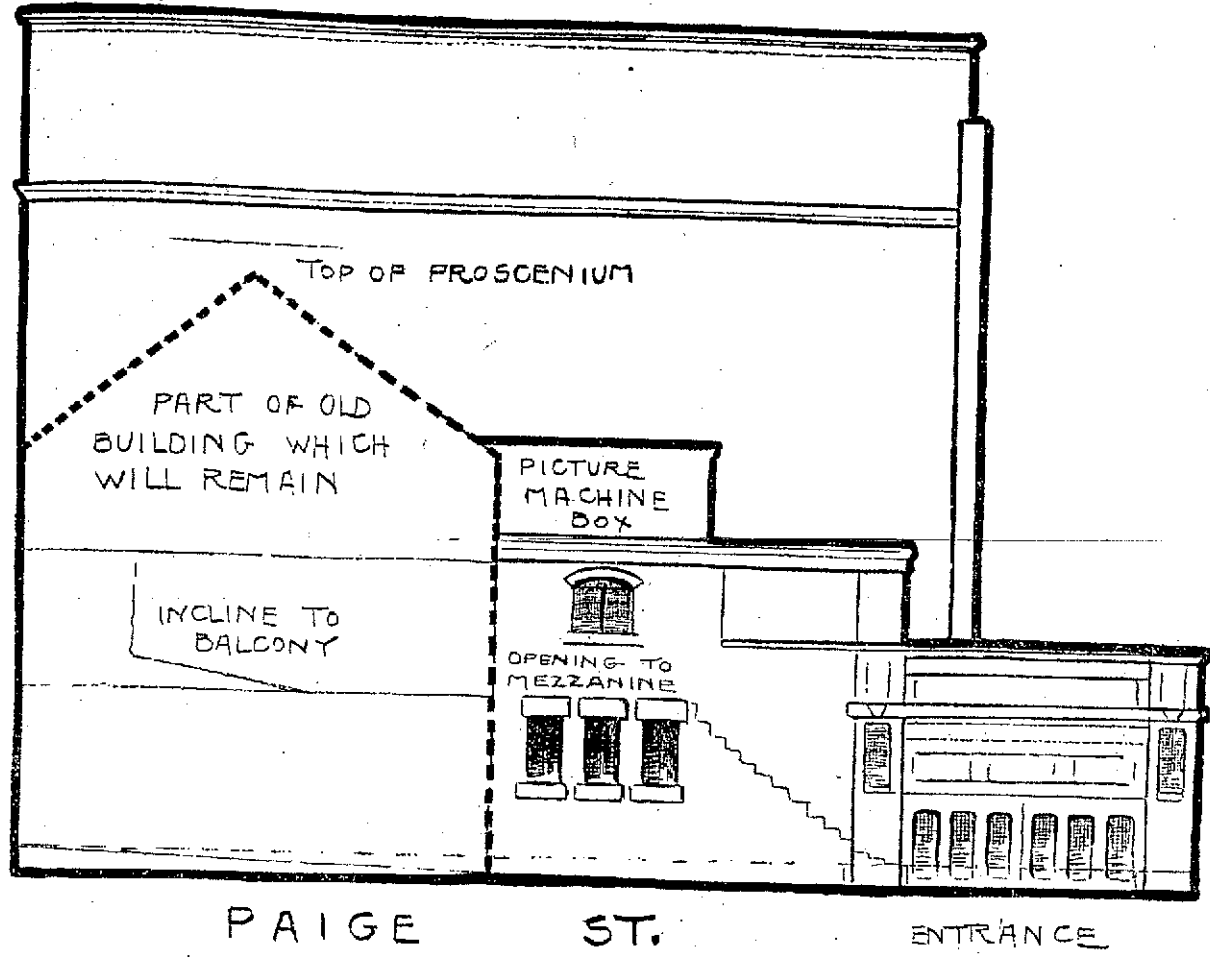 TOP OF PROSCENIUM
PART OF OLD
BUILDING WHICH
WILL REMAIN
PICTURE
MACHINE
BOX
INCLINE TO
BALCONY
OPENING TO
MEZZANINE
PAIGE ST.
ENTRANCE